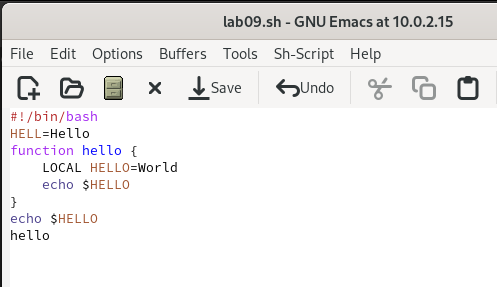 lab09.sh - GNU Emacs at 10.0.2.15
File Edit Options Buffers Tools Sh-Script Help
Save Undo
#!/bin/bash
HELL=Hello
function hello {
    LOCAL HELLO=World
    echo $HELLO
}
echo $HELLO
hello